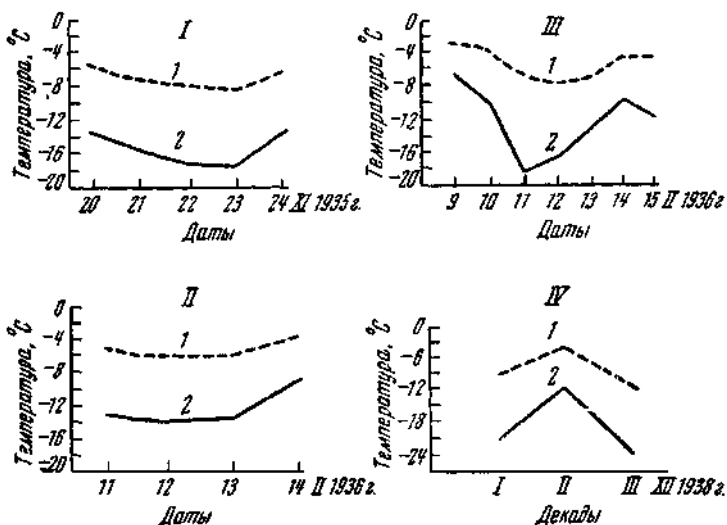 I
Температура, °С
0
-4
-8
-12
-16
-20
1
2
20 21 22 23 24 XI 1935 г.
Даты
III
Температура, °С
0
-4
-8
-12
-16
-20
1
2
9 10 11 12 13 14 15 II 1936 г.
Даты
II
Температура, °С
0
-4
-8
-12
-16
-20
1
2
11 12 13 14 II 1936 г.
Даты
IV
Температура, °С
0
-6
-12
-18
-24
1
2
I II III XII 1938 г.
Декады